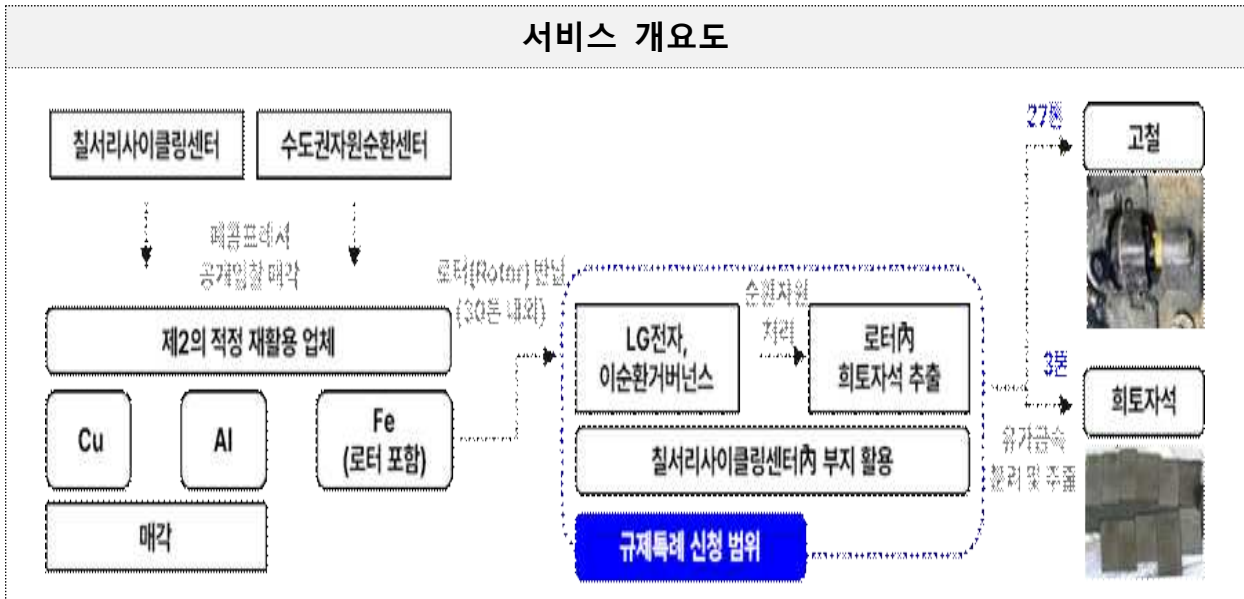 서비스 개요도
칠서리사이클링센터
수도권자원순환센터
폐콤프레셔
공개입찰 매각
제2의 적정 재활용 업체
Cu
Al
Fe
(로터 포함)
매각
로터(Rotor) 반납
(30톤 내외)
LG전자,
이순환거버넌스
순환자원
처리
로터內
희토자석 추출
칠서리사이클링센터內 부지 활용
규제특례 신청 범위
27톤
고철
3톤
희토자석
유가금속
분리 및 추출